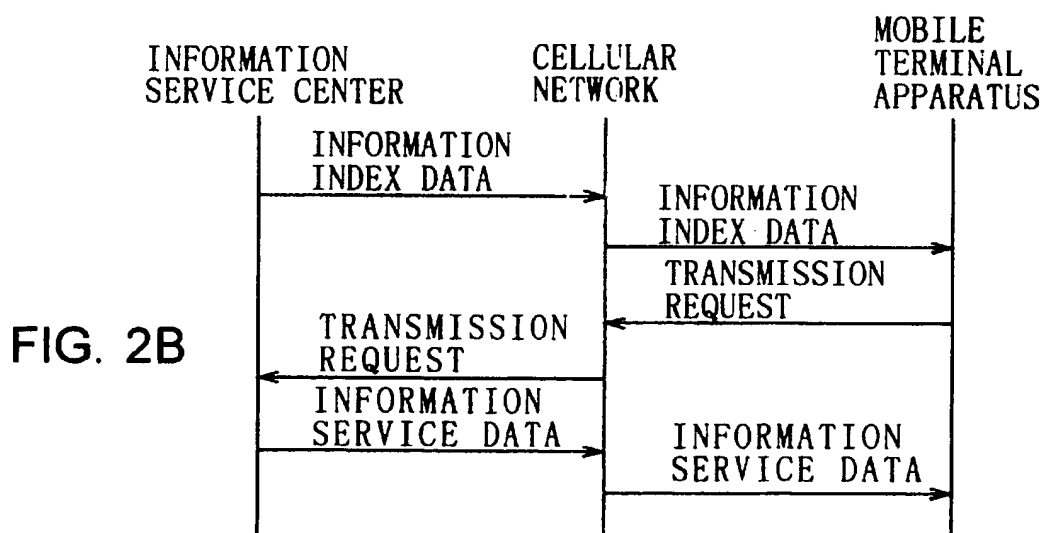 INFORMATION
SERVICE CENTER
CELLULAR
NETWORK
MOBILE
TERMINAL
APPARATUS
INFORMATION
INDEX DATA
INFORMATION
INDEX DATA
TRANSMISSION
REQUEST
FIG. 2B
TRANSMISSION
REQUEST
INFORMATION
SERVICE DATA
INFORMATION
SERVICE DATA